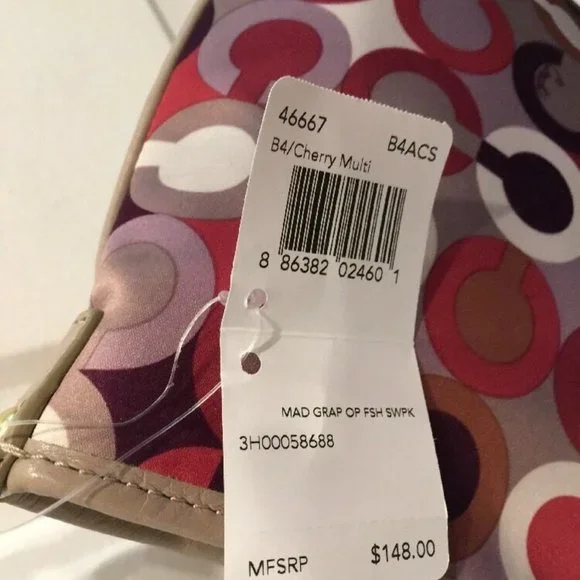 46667 B4ACS
B4/Cherry Multi
8 86382 02460 1
MAD GRAP OP FSH SWPK
3H00058688
MFSRP $148.00